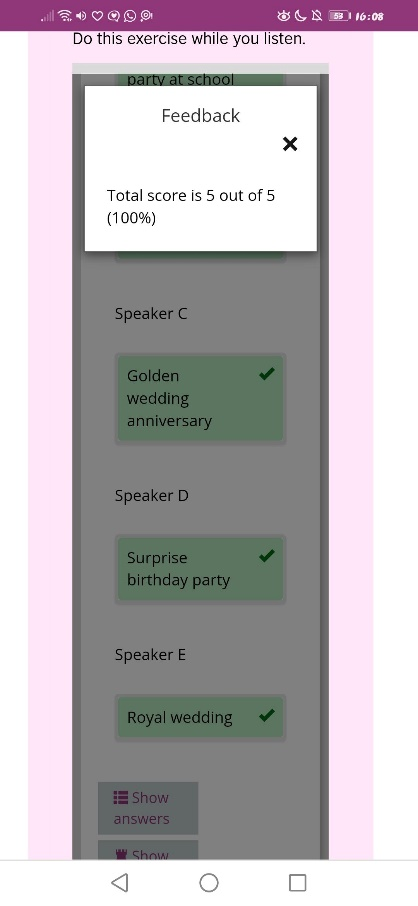 53 16:08
Do this exercise while you listen.
party at school
Feedback
Total score is 5 out of 5
(100%)
Speaker C
Golden
wedding
anniversary
Speaker D
Surprise
birthday party
Speaker E
Royal wedding
Show
answers
Show